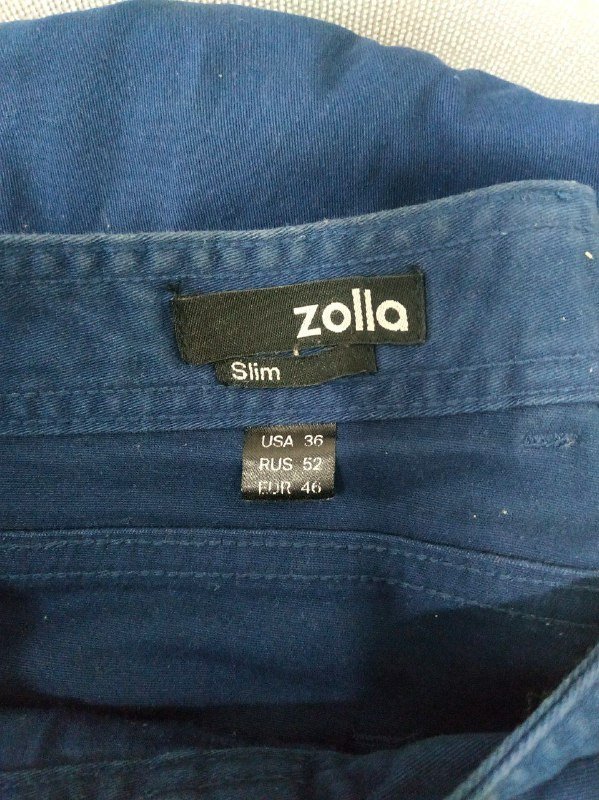 zolla
Slim
USA 36
RUS 52
EUR 46